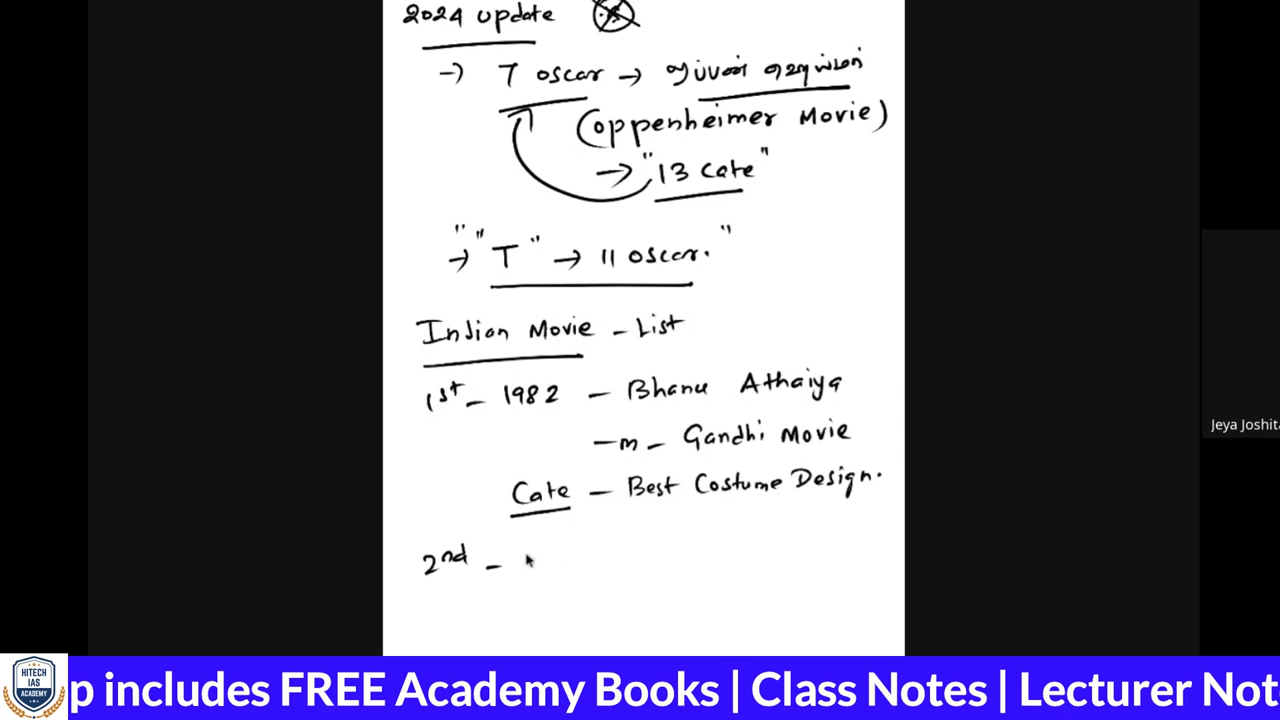 2024 update
→ 7 oscar → ஓப்பன் ஹெய்மர்
(Oppenheimer Movie)
→ "13 Cate"
→ "T" → 11 oscar."
Indian Movie - List
1st - 1982 - Bhanu Athaiya
- m - Gandhi Movie
Cate - Best Costume Design.
2nd -
Jeya Joshit
HITECH
IAS
ACADEMY
p includes FREE Academy Books | Class Notes | Lecturer Not